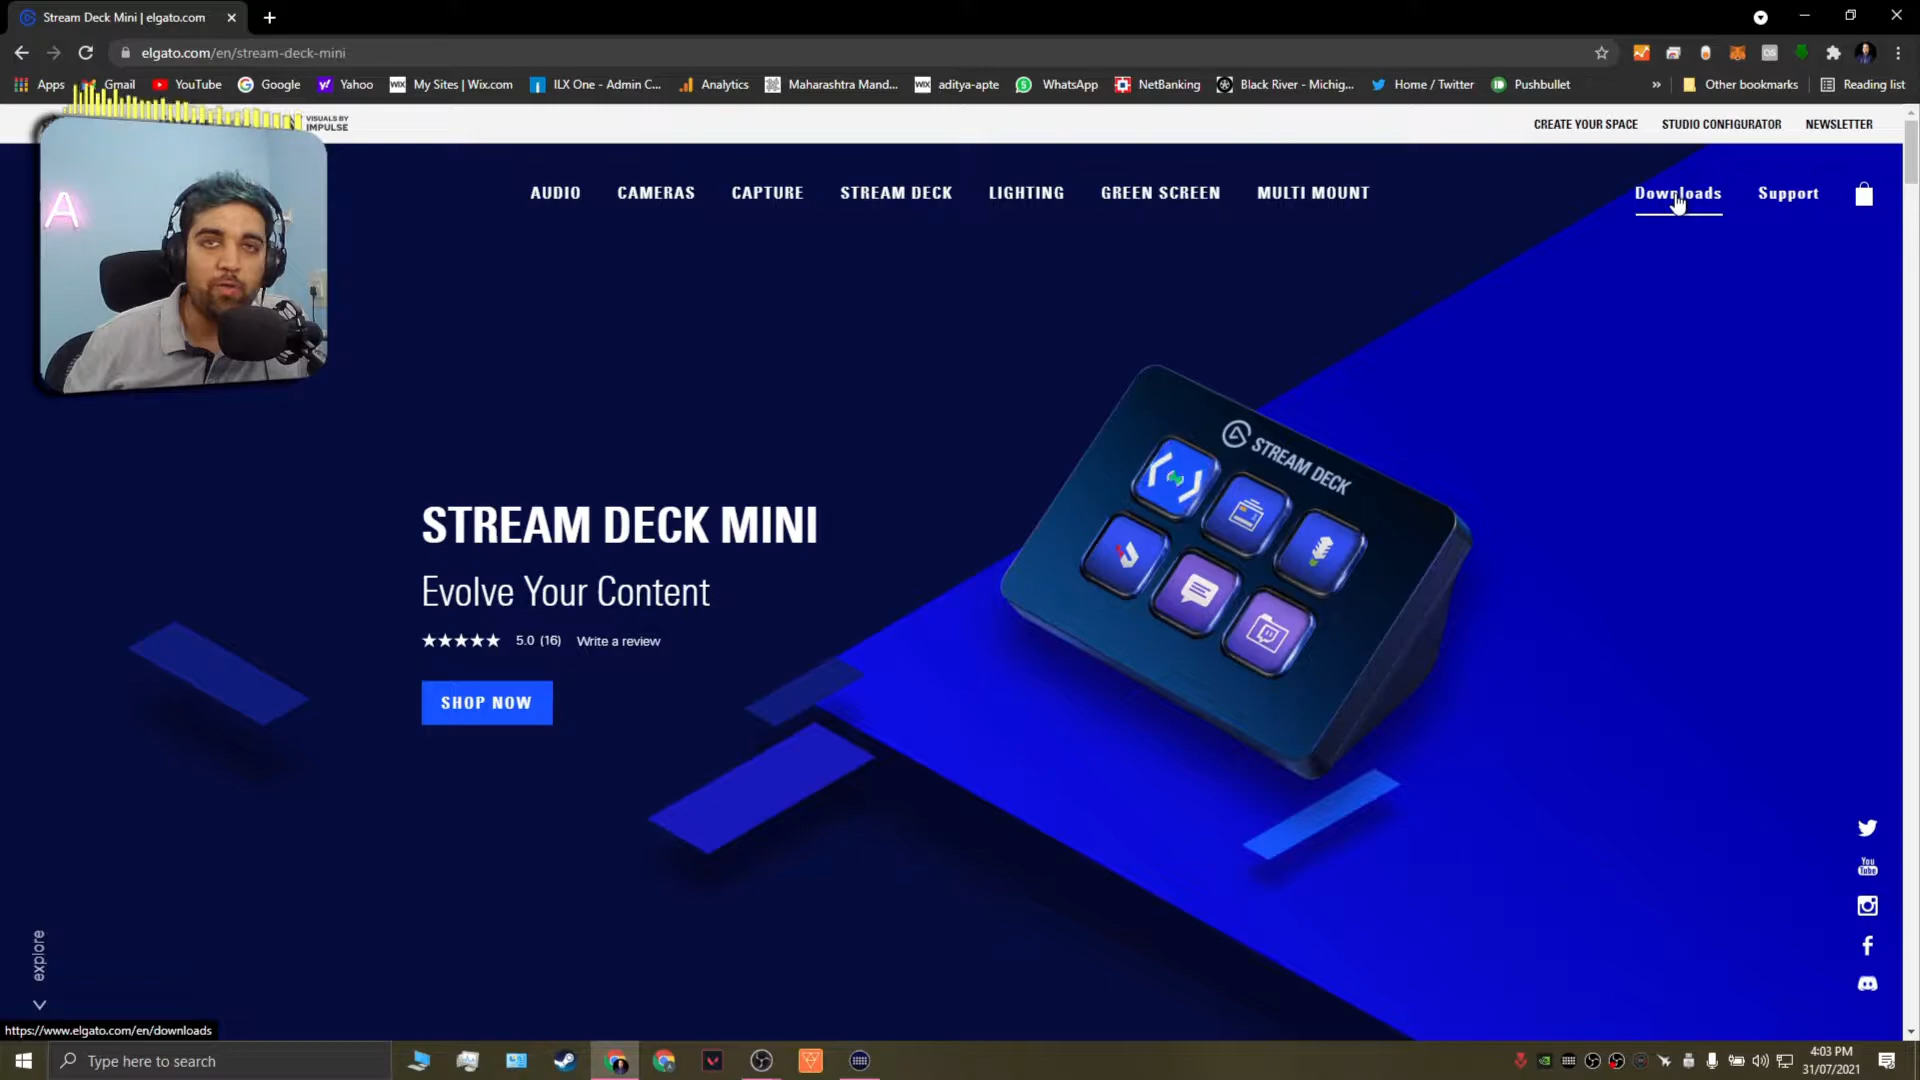 Stream Deck Mini | elgato.com
elgato.com/en/stream-deck-mini
Apps Gmail YouTube Google Yahoo My Sites | Wix.com ILX One - Admin C... Analytics Maharashtra Mand... aditya-apte WhatsApp NetBanking Black River - Michig... Home / Twitter Pushbullet » Other bookmarks Reading list
VISUALS BY
IMPULSE
CREATE YOUR SPACE STUDIO CONFIGURATOR NEWSLETTER
AUDIO CAMERAS CAPTURE STREAM DECK LIGHTING GREEN SCREEN MULTI MOUNT Downloads Support
A
STREAM DECK
STREAM DECK MINI
Evolve Your Content
5.0 (16) Write a review
SHOP NOW
You
Tube
explore
https://www.elgato.com/en/downloads
Type here to search
4:03 PM
31/07/2021